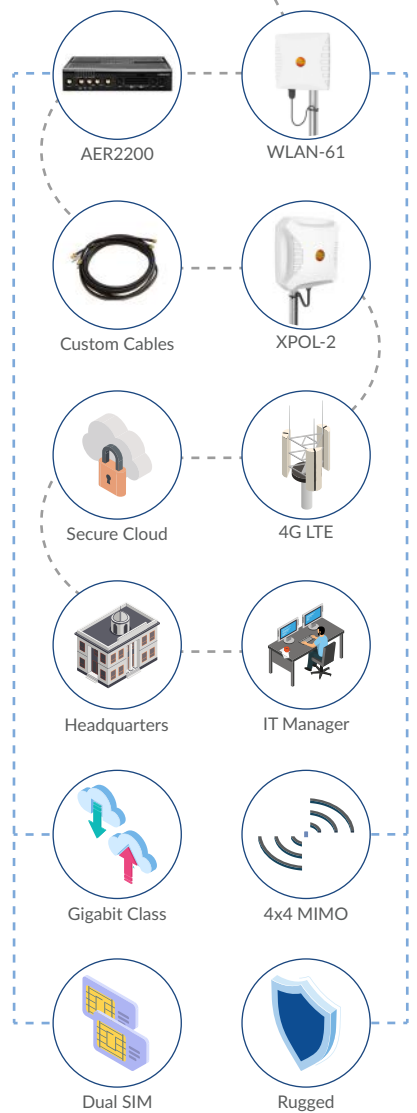 AER2200
WLAN-61
Custom Cables
XPOL-2
Secure Cloud
4G LTE
Headquarters
IT Manager
Gigabit Class
4x4 MIMO
Dual SIM
Rugged